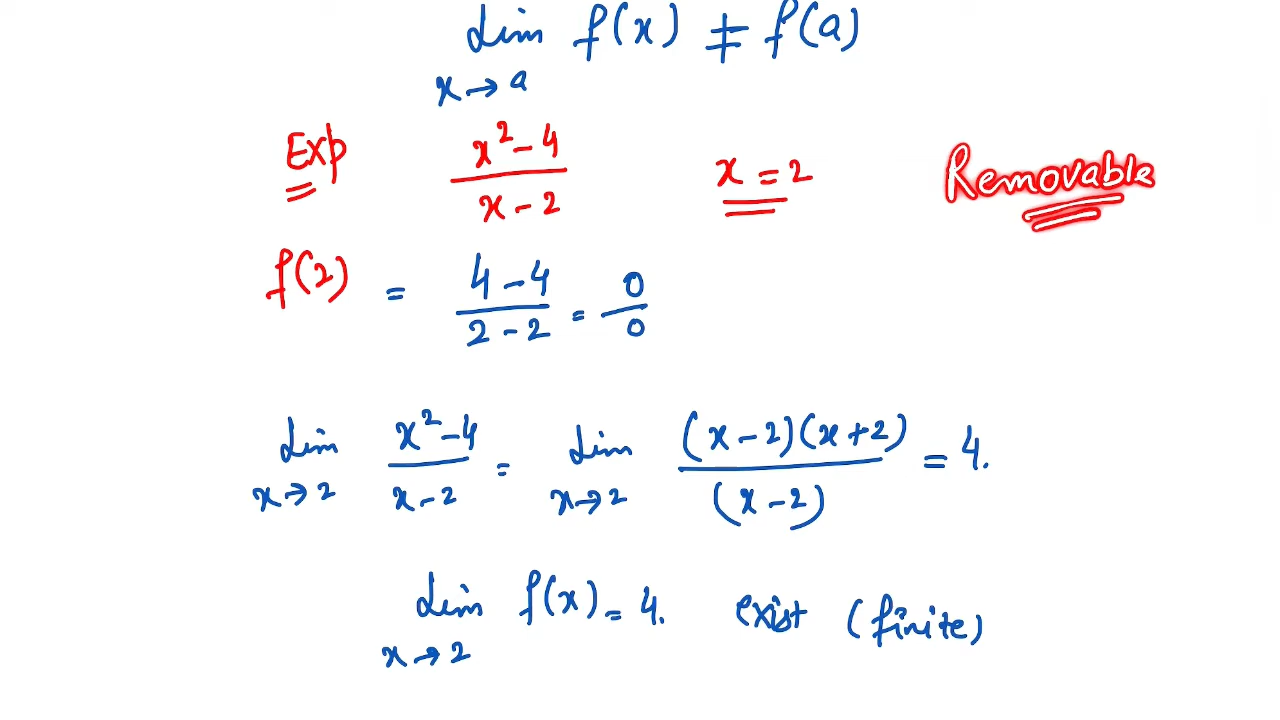 Lim f(x) ≠ f(a)
x→a
Exp x²-4 / x-2 x=2 Removable
f(2) = 4-4 / 2-2 = 0/0
Lim x²-4 / x-2 = Lim (x-2)(x+2) / (x-2) = 4.
x→2 x→2
Lim f(x) = 4. exist (finite)
x→2